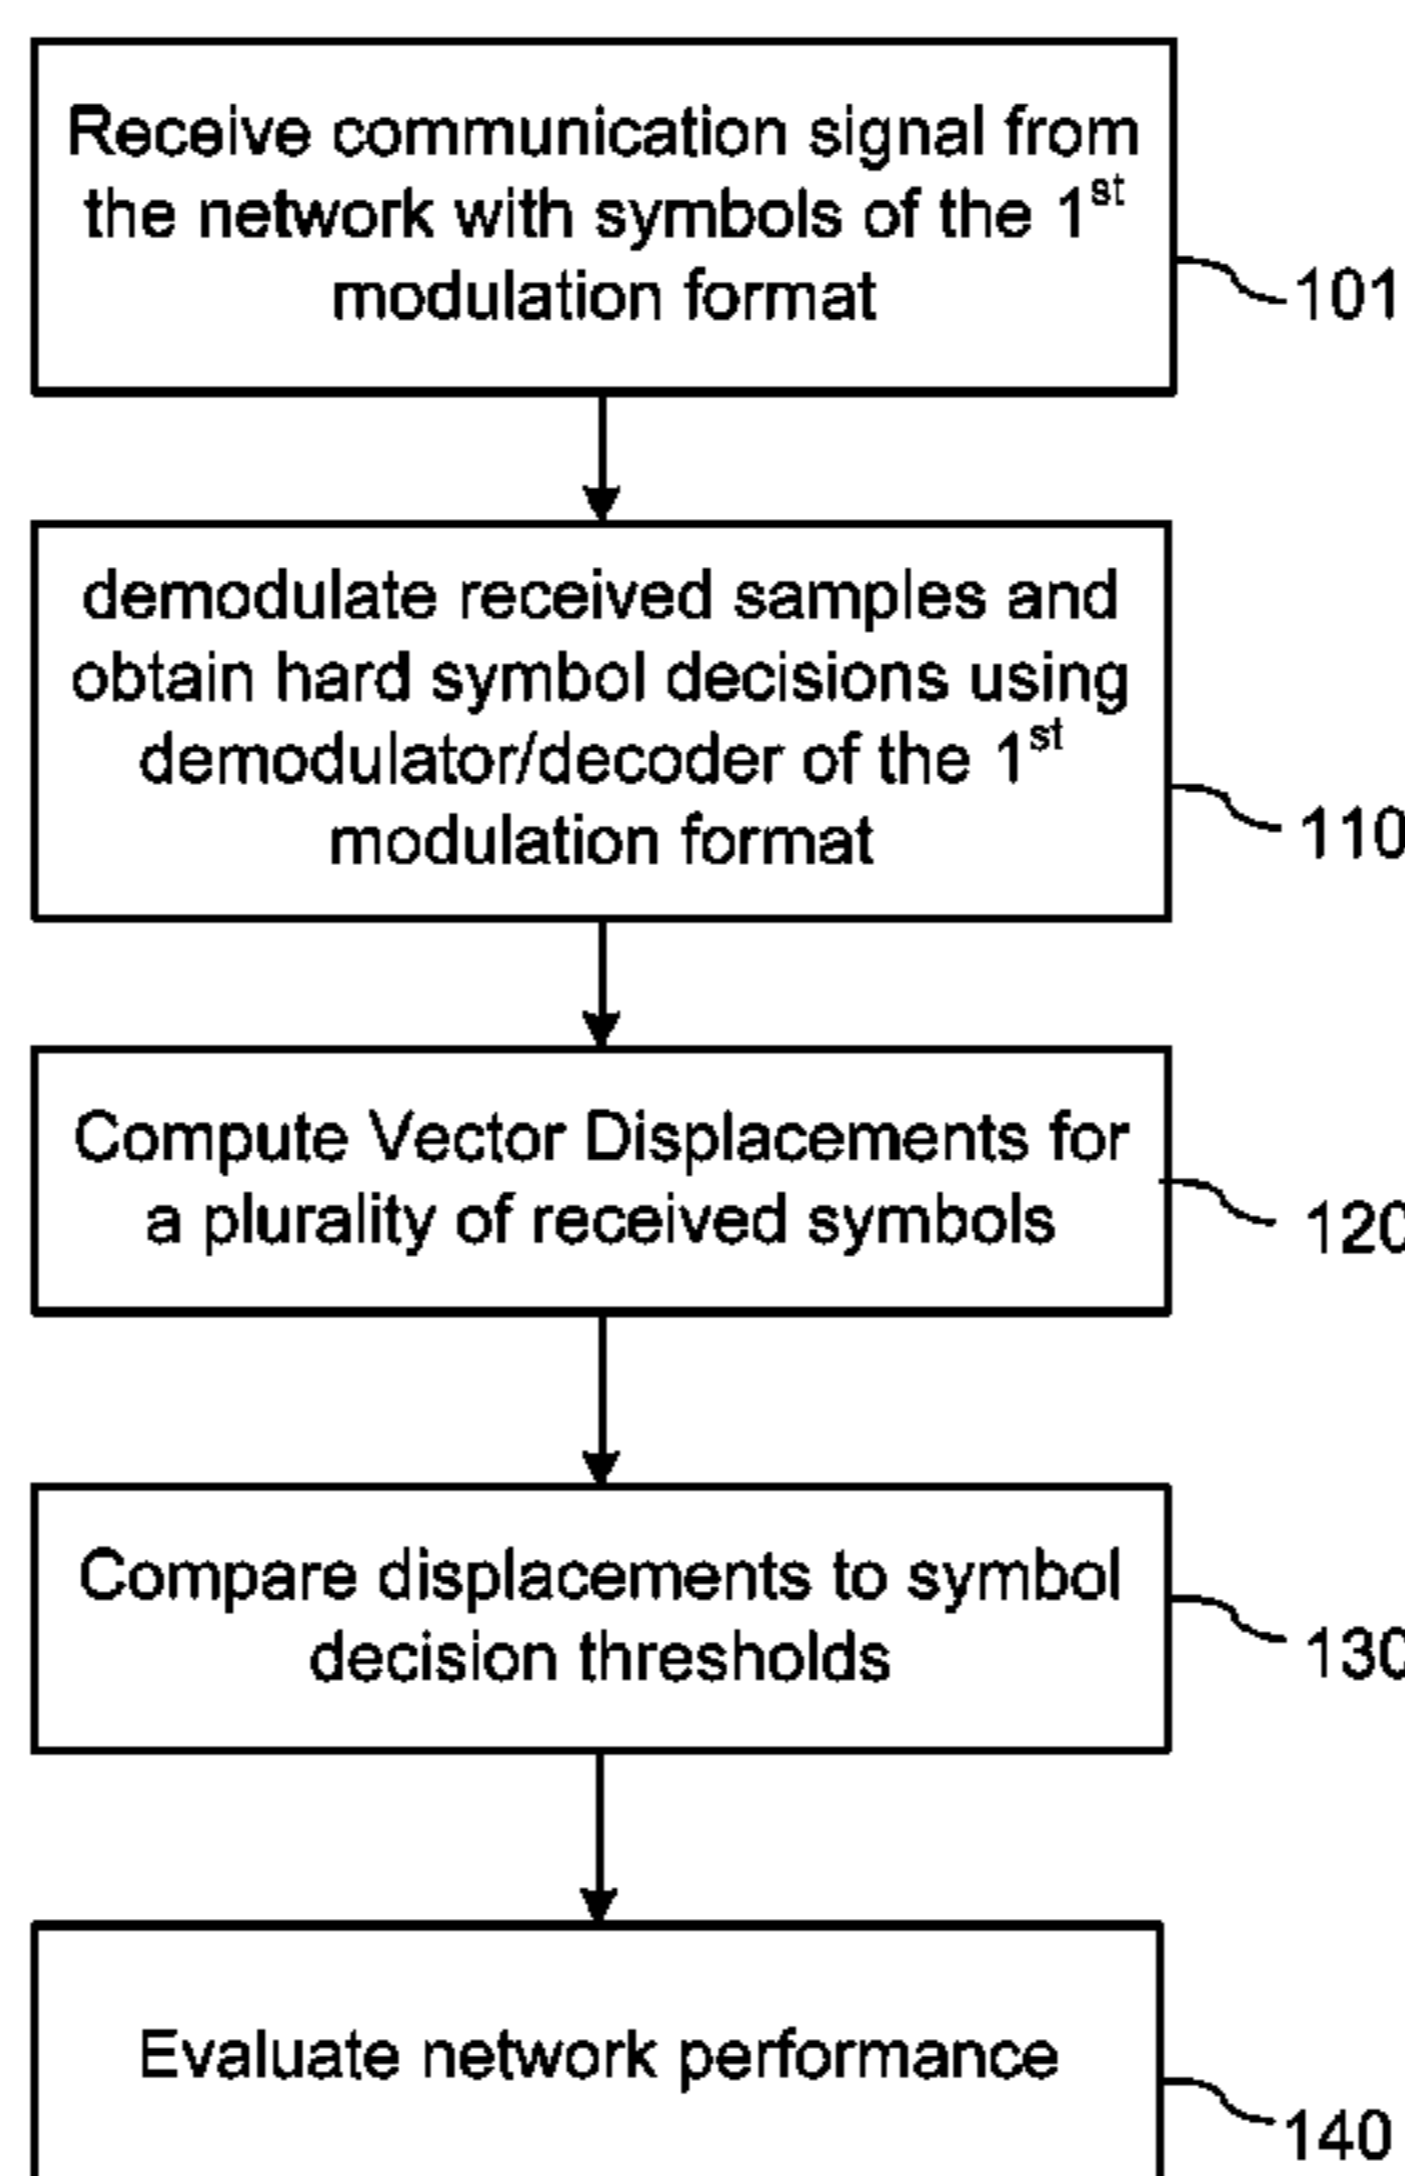 Receive communication signal from
the network with symbols of the 1st
modulation format
101
demodulate received samples and
obtain hard symbol decisions using
demodulator/decoder of the 1st
modulation format
110
Compute Vector Displacements for
a plurality of received symbols
120
Compare displacements to symbol
decision thresholds
130
Evaluate network performance
140